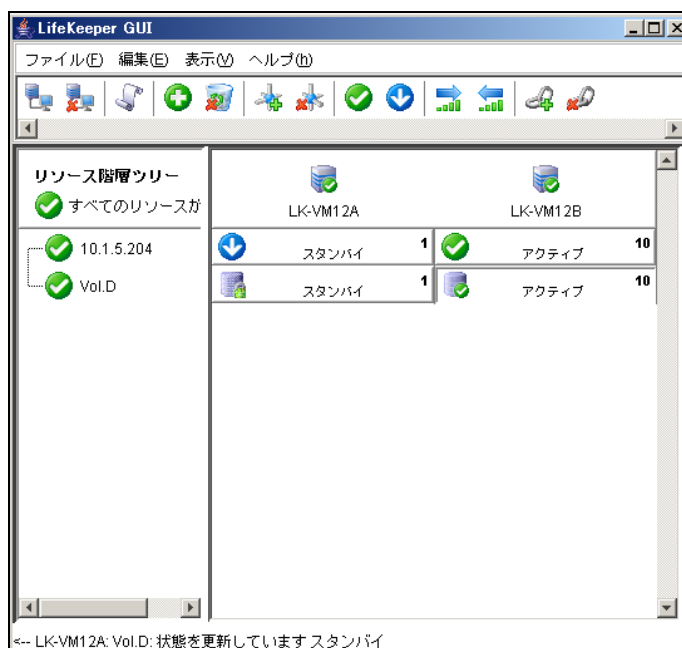 LifeKeeper GUI
ファイル(F) 編集(E) 表示(V) ヘルプ(h)
リソース階層ツリー
すべてのリソースが
LK-VM12A
LK-VM12B
10.1.5.204
スタンバイ 1
アクティブ 10
Vol.D
スタンバイ 1
アクティブ 10
<-- LK-VM12A: Vol.D: 状態を更新しています スタンバイ